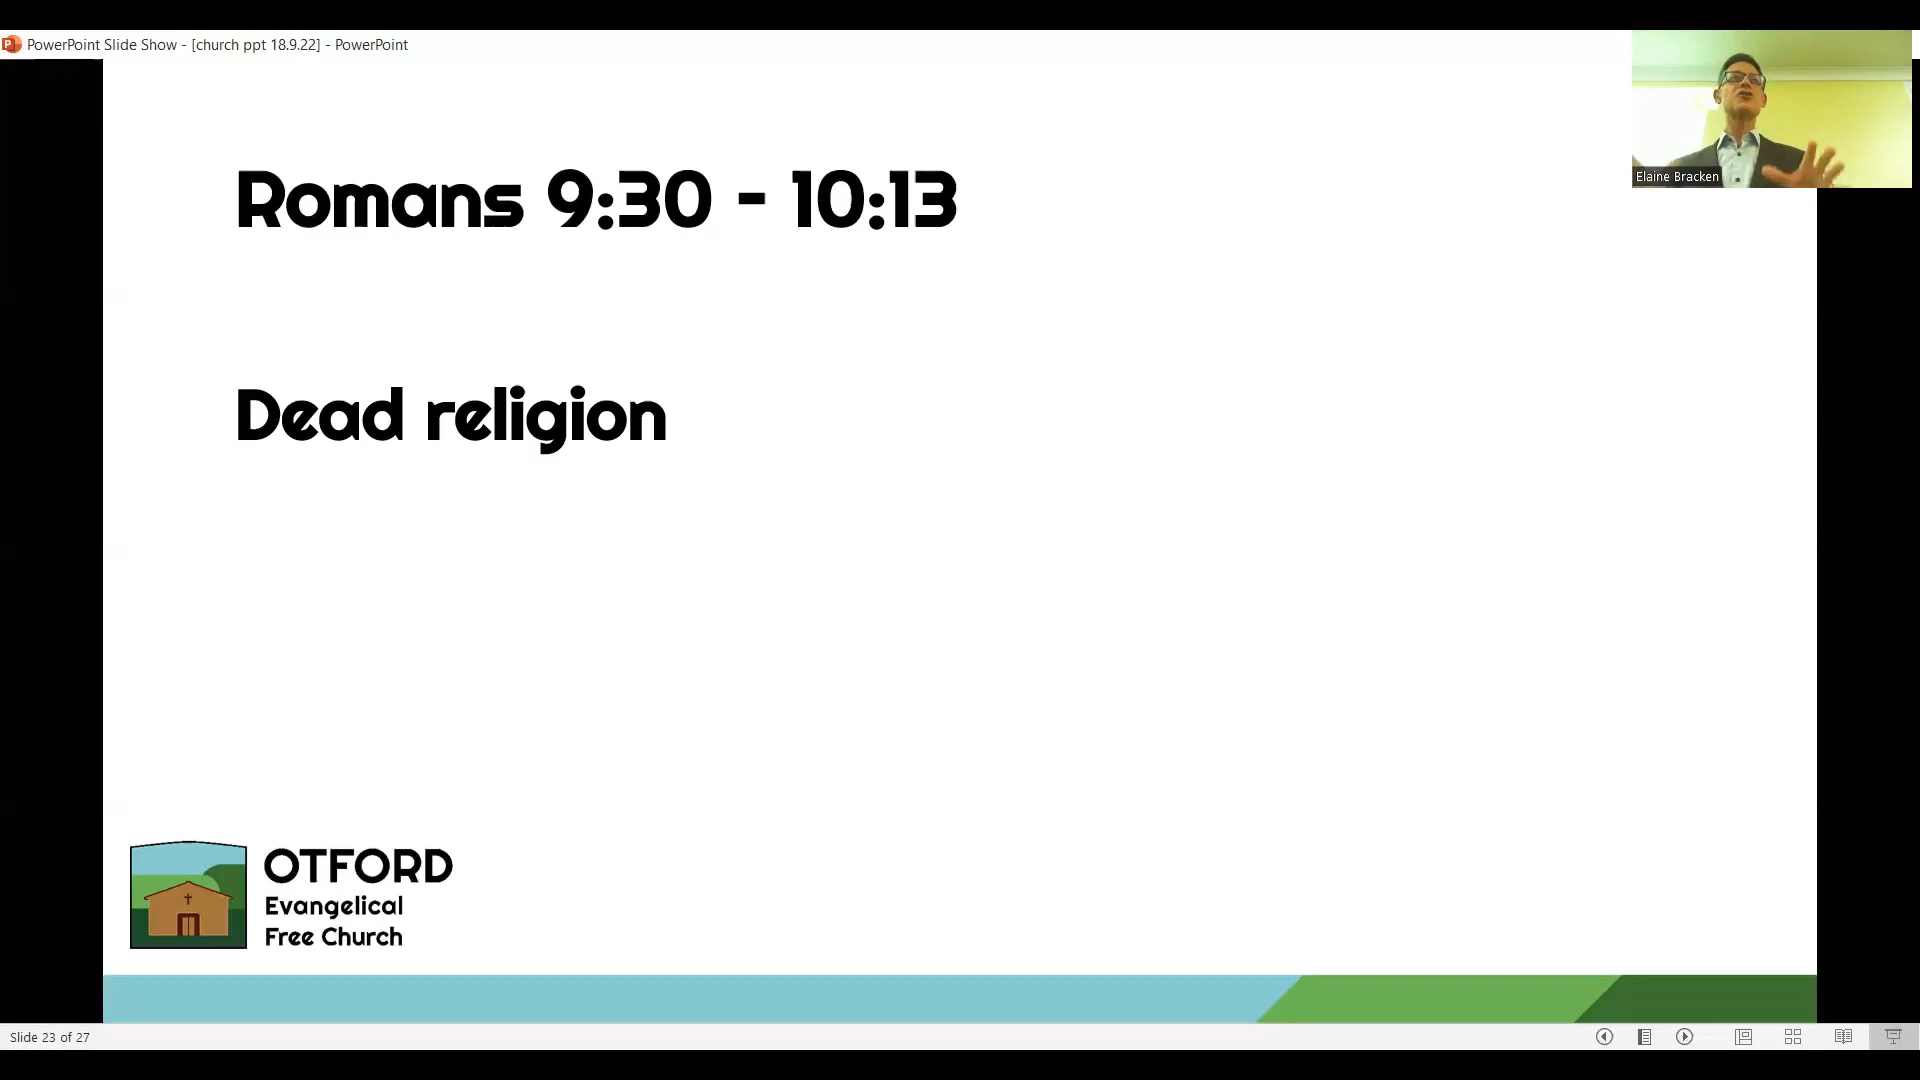 PowerPoint Slide Show - [church ppt 18.9.22] - PowerPoint
Elaine Bracken
Romans 9:30 - 10:13
Dead religion
OTFORD
Evangelical
Free Church
Slide 23 of 27